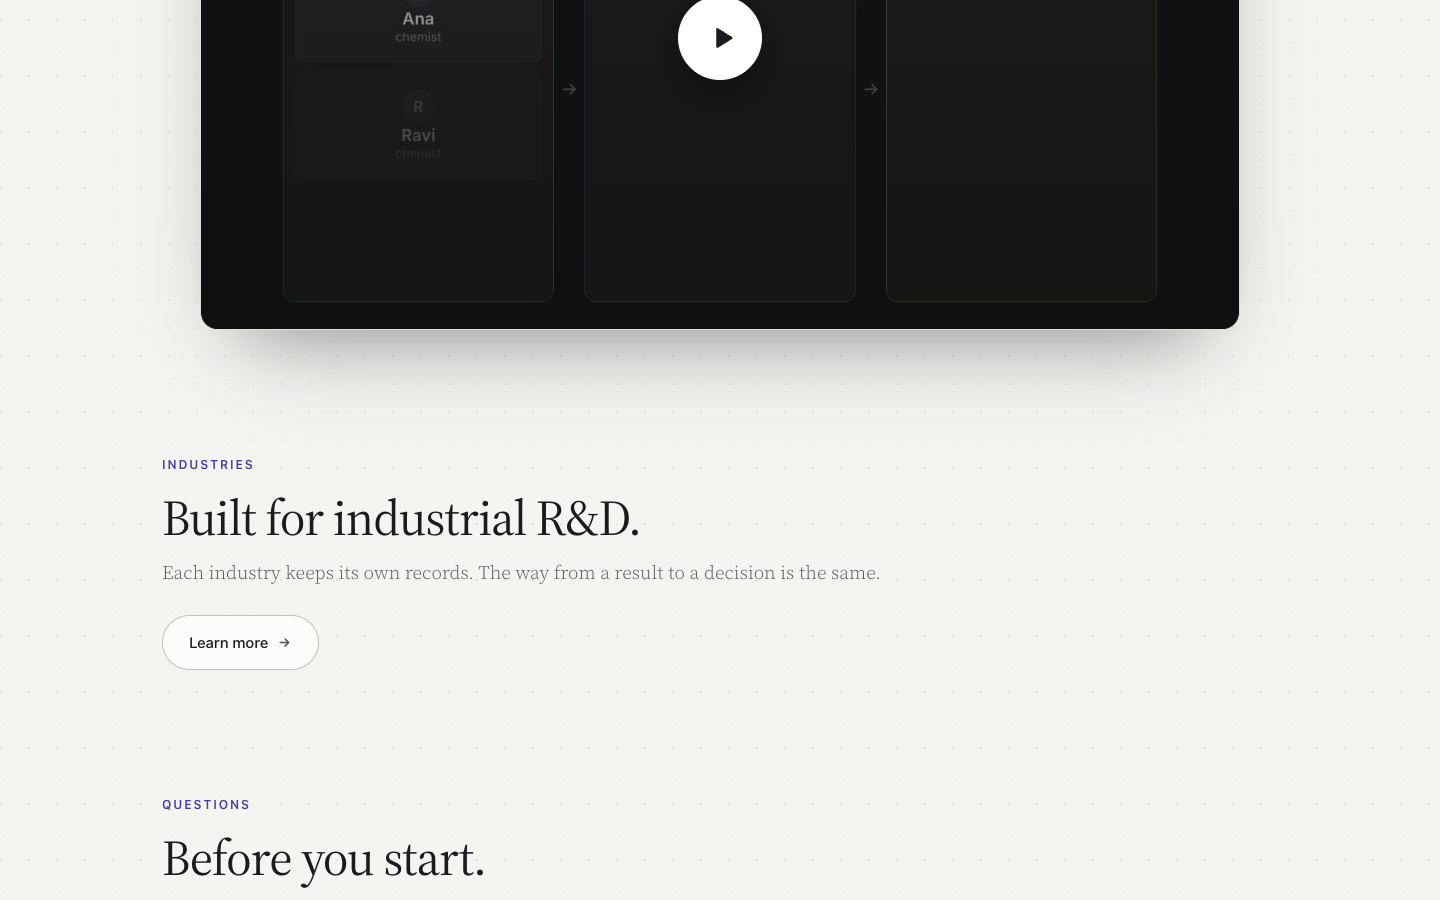 Ana
chemist
R
Ravi
chemist
INDUSTRIES
Built for industrial R&D.
Each industry keeps its own records. The way from a result to a decision is the same.
Learn more →
QUESTIONS
Before you start.